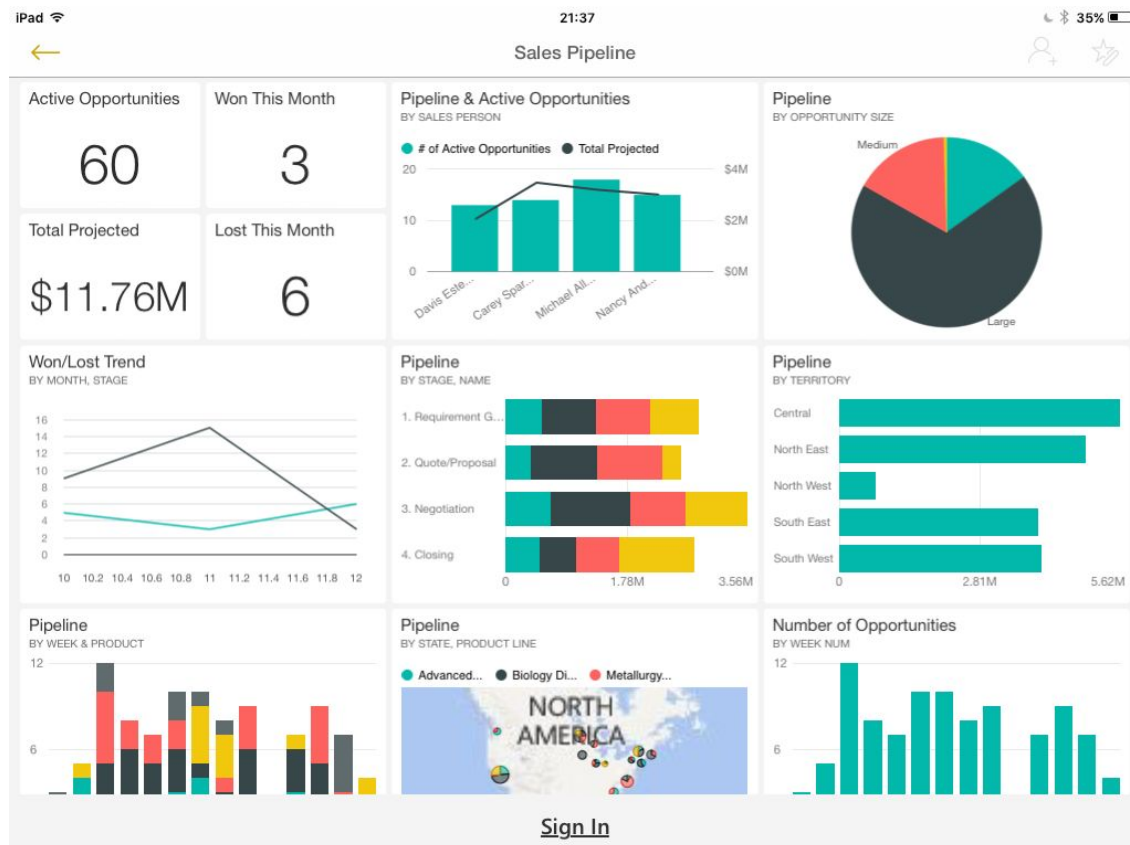 iPad 21:37 35%
Sales Pipeline
Active Opportunities
60
Won This Month
3
Total Projected
$11.76M
Lost This Month
6
Pipeline & Active Opportunities
BY SALES PERSON
# of Active Opportunities Total Projected
20 $4M
10 $2M
0 $0M
Davis Este... Carey Spar... Michael All... Nancy And...
Pipeline
BY OPPORTUNITY SIZE
Medium
Large
Won/Lost Trend
BY MONTH, STAGE
16
14
12
10
8
6
4
2
0
10 10.2 10.4 10.6 10.8 11 11.2 11.4 11.6 11.8 12
Pipeline
BY STAGE, NAME
1. Requirement G...
2. Quote/Proposal
3. Negotiation
4. Closing
0 1.78M 3.56M
Pipeline
BY TERRITORY
Central
North East
North West
South East
South West
0 2.81M 5.62M
Pipeline
BY WEEK & PRODUCT
12
6
Pipeline
BY STATE, PRODUCT LINE
Advanced... Biology Di... Metallurgy...
NORTH
AMERICA
Number of Opportunities
BY WEEK NUM
12
6
Sign In